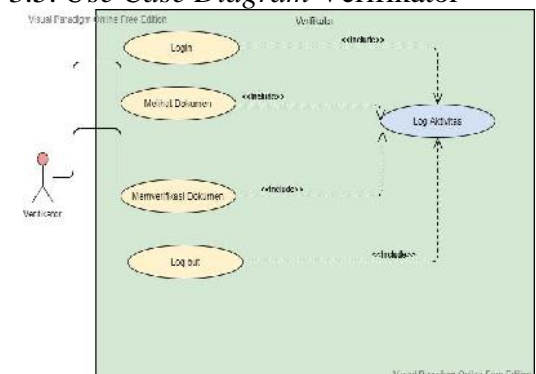 3.3. Use Case Diagram Verifikator
Visual Paradigm Online Free Edition
Verifikator
Login
<<Include>>
Melihat Dokumen
<<Include>>
Log Aktivitas
Memverifikasi Dokumen
<<Include>>
Verifikator
Log out
<<Include>>
Visual Paradigm Online Free Edition